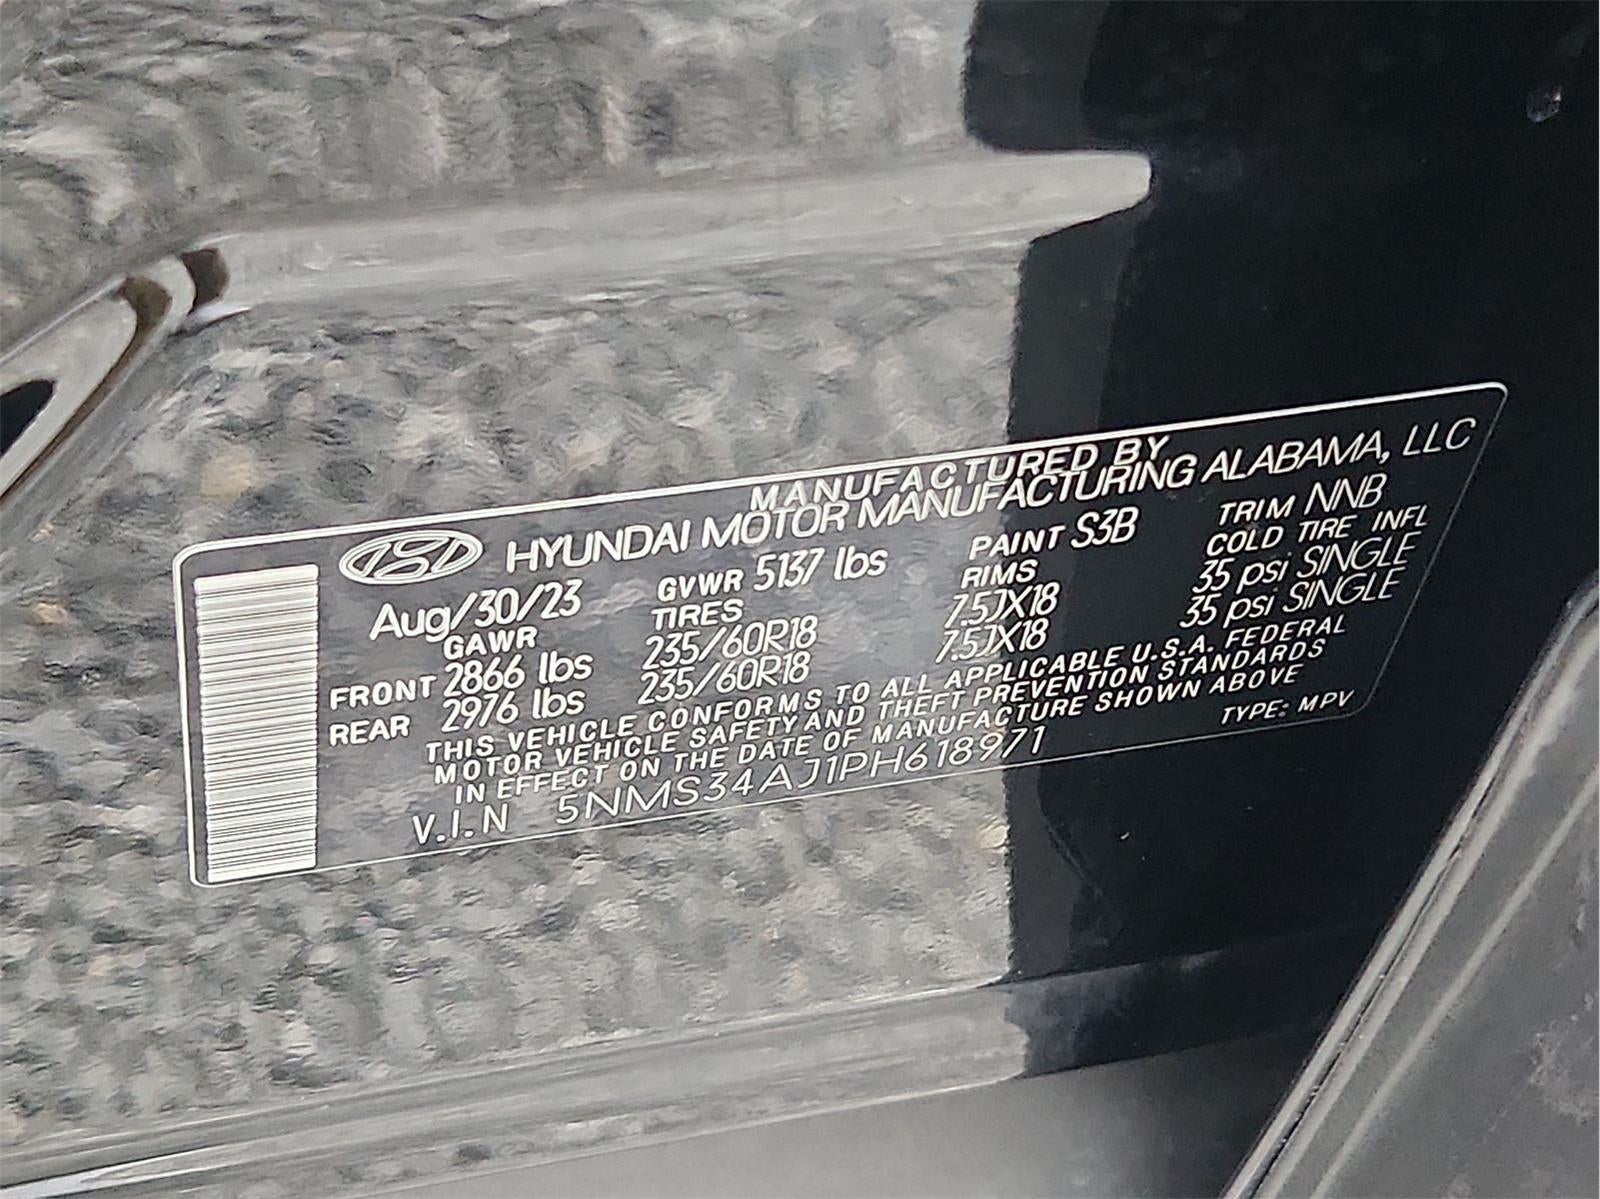 MANUFACTURED BY
HYUNDAI MOTOR MANUFACTURING ALABAMA, LLC
Aug/30/23 GVWR 5137 lbs PAINT S3B TRIM NNB
GAWR TIRES RIMS COLD TIRE INFL
FRONT 2866 lbs 235/60R18 7.5JX18 35 psi SINGLE
REAR 2976 lbs 235/60R18 7.5JX18 35 psi SINGLE
THIS VEHICLE CONFORMS TO ALL APPLICABLE U.S.A. FEDERAL
MOTOR VEHICLE SAFETY AND THEFT PREVENTION STANDARDS
IN EFFECT ON THE DATE OF MANUFACTURE SHOWN ABOVE
V.I.N 5NMS34AJ1PH618971 TYPE: MPV